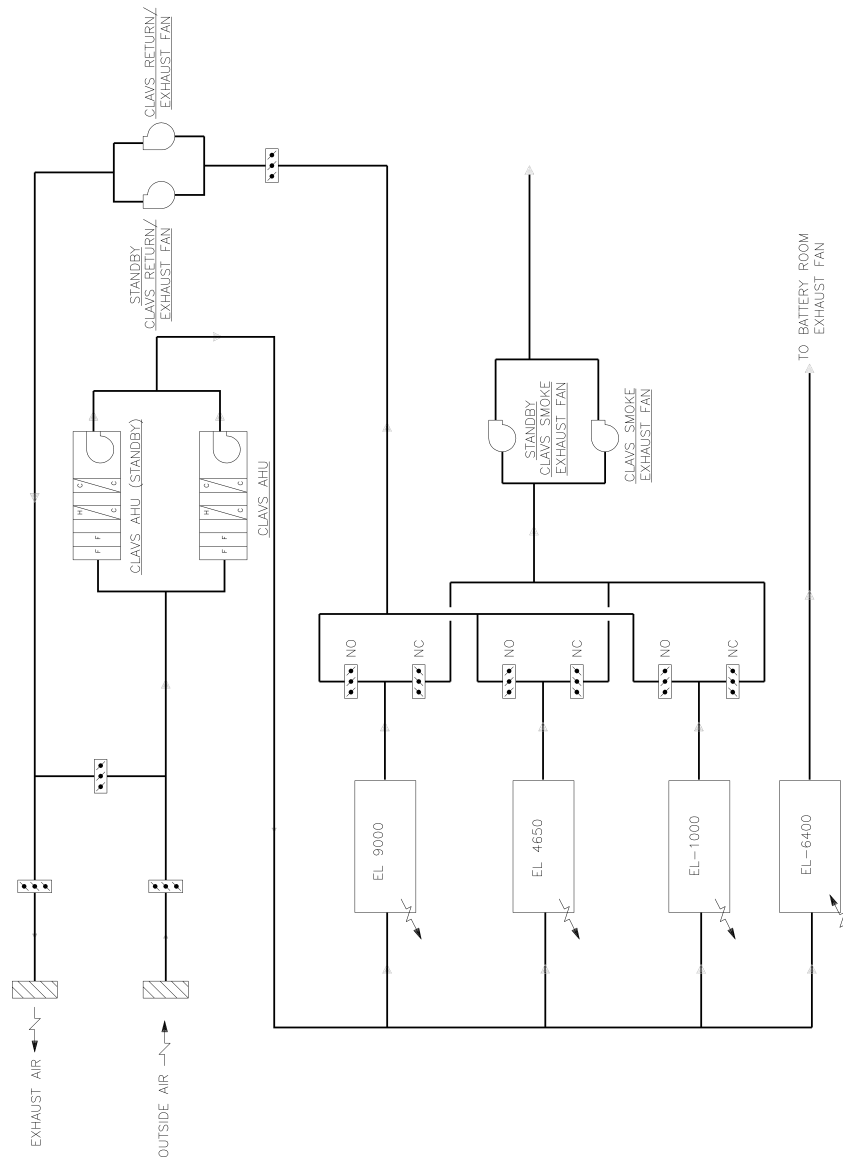 CLAVS RETURN/
EXHAUST FAN
STANDBY
CLAVS RETURN/
EXHAUST FAN
TO BATTERY ROOM
EXHAUST FAN
F
F
H
C
C
C
CLAVS AHU (STANDBY)
F
F
H
C
C
C
CLAVS AHU
STANDBY
CLAVS SMOKE
EXHAUST FAN
CLAVS SMOKE
EXHAUST FAN
NO
NC
NO
NC
NO
NC
EL 9000
EL 4650
EL-1000
EL-6400
EXHAUST AIR
OUTSIDE AIR